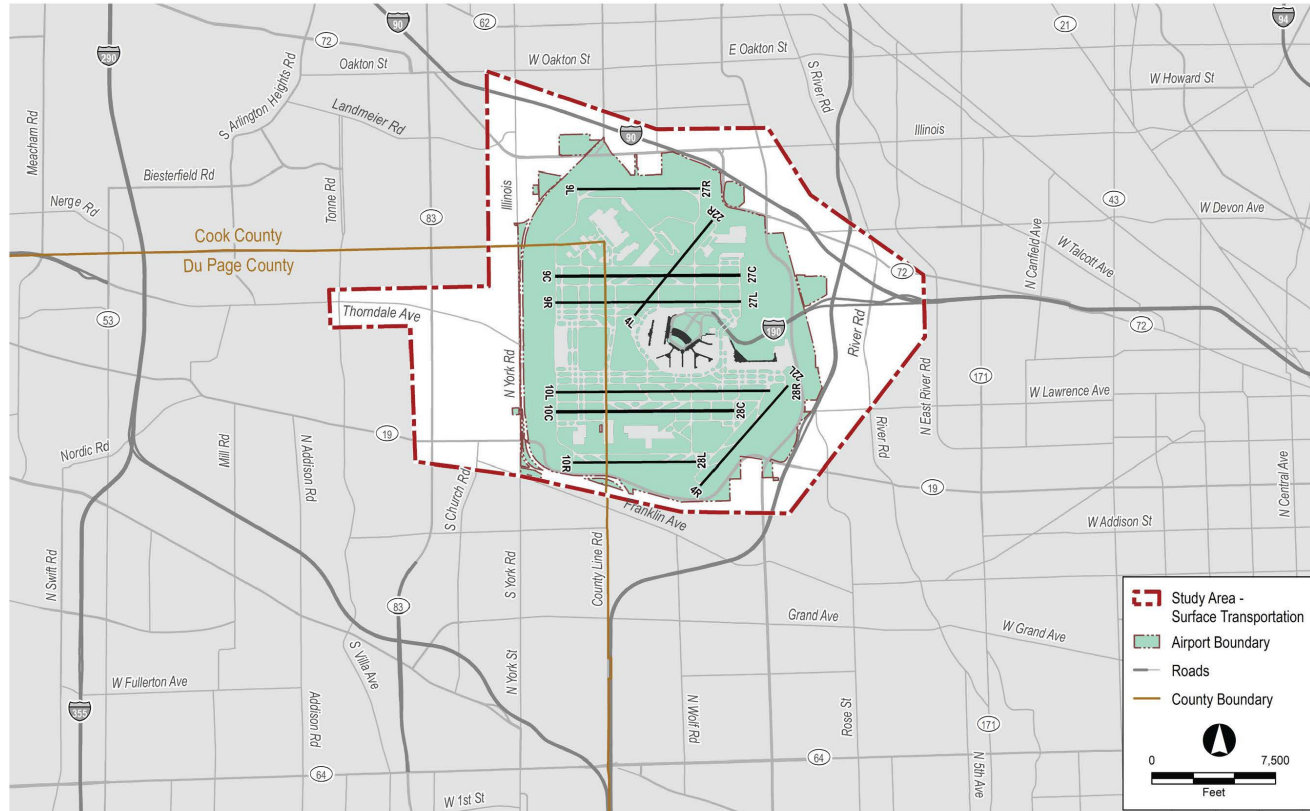 90
62
94
21
290
72
Oakton St
W Oakton St
E Oakton St
S River Rd
W Howard St
S Arlington Heights Rd
Landmeier Rd
90
Illinois
Meacham Rd
Biesterfield Rd
Tonne Rd
Illinois
9L
27R
22R
43
W Devon Ave
Nerge Rd
83
N Canfield Ave
W Talcott Ave
Cook County
Du Page County
72
9C
27C
9R
27L
4L
53
Thorndale Ave
190
River Rd
72
N York Rd
22L
171
10L
28R
W Lawrence Ave
10C
28C
N East River Rd
Nordic Rd
Mill Rd
N Addison Rd
19
S Church Rd
River Rd
10R
28L
4R
19
N Central Ave
Franklin Ave
W Addison St
N Swift Rd
S York Rd
County Line Rd
83
Grand Ave
W Grand Ave
S Villa Ave
N York St
W Fullerton Ave
355
Addison Rd
N Wolf Rd
Rose St
171
N 5th Ave
64
64
W 1st St
Study Area -
Surface Transportation
Airport Boundary
Roads
County Boundary
0
7,500
Feet